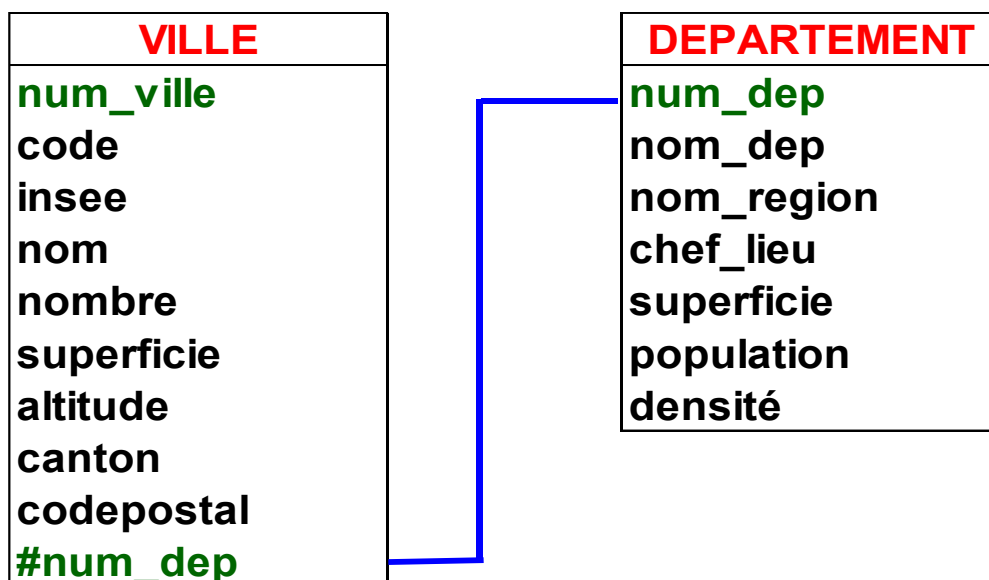 VILLE
num_ville
code
insee
nom
nombre
superficie
altitude
canton
codepostal
#num_dep
DEPARTEMENT
num_dep
nom_dep
nom_region
chef_lieu
superficie
population
densité